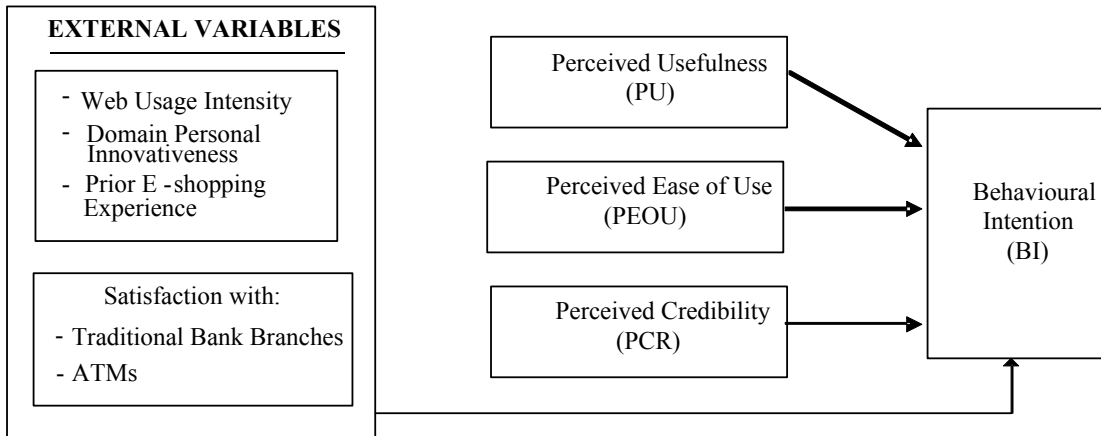 EXTERNAL VARIABLES
- Web Usage Intensity
- Domain Personal
Innovativeness
- Prior E -shopping
Experience
Satisfaction with:
- Traditional Bank Branches
- ATMs
Perceived Usefulness
(PU)
Perceived Ease of Use
(PEOU)
Perceived Credibility
(PCR)
Behavioural
Intention
(BI)